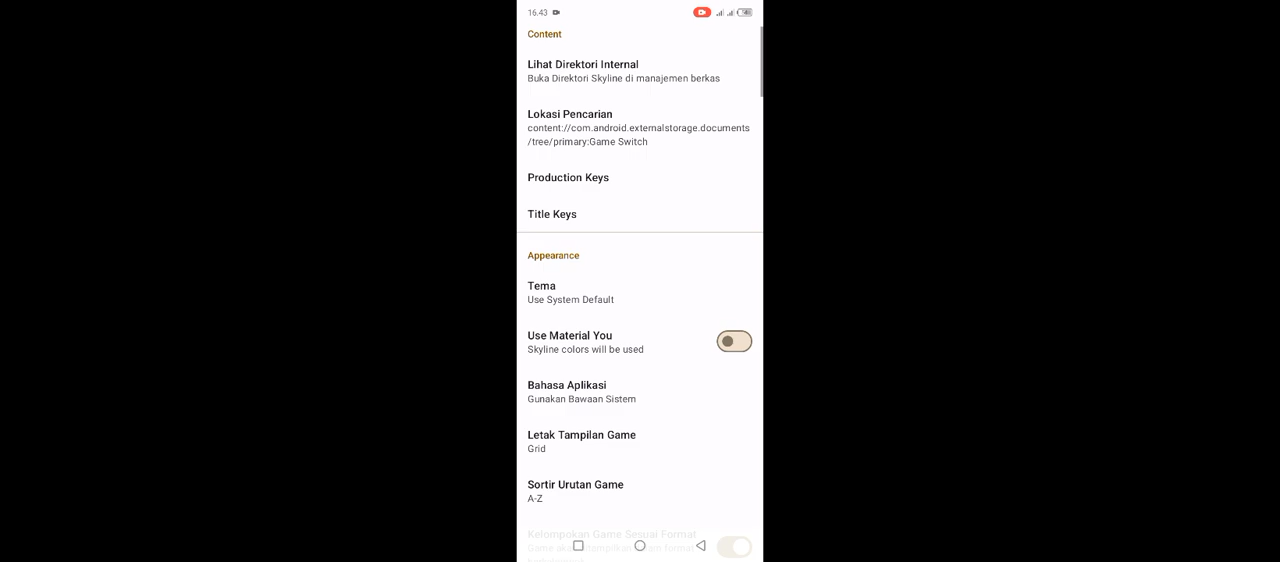 16.43
Content
Lihat Direktori Internal
Buka Direktori Skyline di manajemen berkas
Lokasi Pencarian
content://com.android.externalstorage.documents
/tree/primary:Game Switch
Production Keys
Title Keys
Appearance
Tema
Use System Default
Use Material You
Skyline colors will be used
Bahasa Aplikasi
Gunakan Bawaan Sistem
Letak Tampilan Game
Grid
Sortir Urutan Game
A-Z
Kelompokan Game Sesuai Format